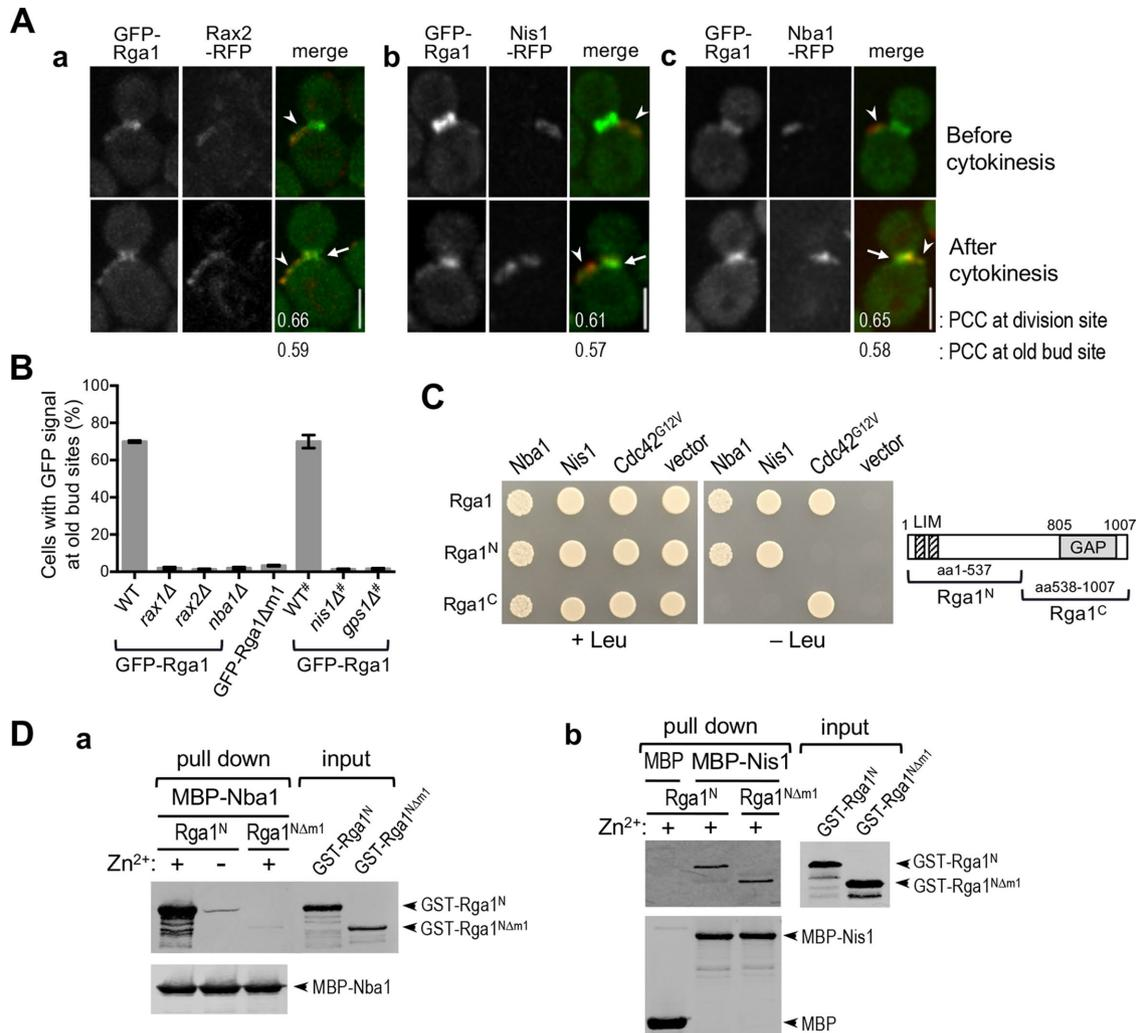 A
a
GFP-
Rga1
Rax2
-RFP
merge
b
GFP-
Rga1
Nis1
-RFP
merge
c
GFP-
Rga1
Nba1
-RFP
merge
Before
cytokinesis
After
cytokinesis
0.66
0.61
0.65
: PCC at division site
0.59
0.57
0.58
: PCC at old bud site
B
Cells with GFP signal
at old bud sites (%)
100
80
60
40
20
0
WT
rax1Δ
rax2Δ
nba1Δ
GFP-Rga1Δm1
WT#
nis1Δ#
gps1Δ#
GFP-Rga1
GFP-Rga1
C
Nba1
Nis1
Cdc42G12V
vector
Nba1
Nis1
Cdc42G12V
vector
Rga1
Rga1N
Rga1C
+ Leu
– Leu
1 LIM
805
1007
GAP
aa1-537
aa538-1007
Rga1N
Rga1C
D
a
pull down
input
MBP-Nba1
Rga1N
Rga1NΔm1
GST-Rga1N
GST-Rga1NΔm1
Zn2+:
+
–
+
GST-Rga1N
GST-Rga1NΔm1
MBP-Nba1
b
pull down
input
MBP
MBP-Nis1
Rga1N
Rga1NΔm1
GST-Rga1N
GST-Rga1NΔm1
Zn2+:
+
+
+
GST-Rga1N
GST-Rga1NΔm1
MBP-Nis1
MBP